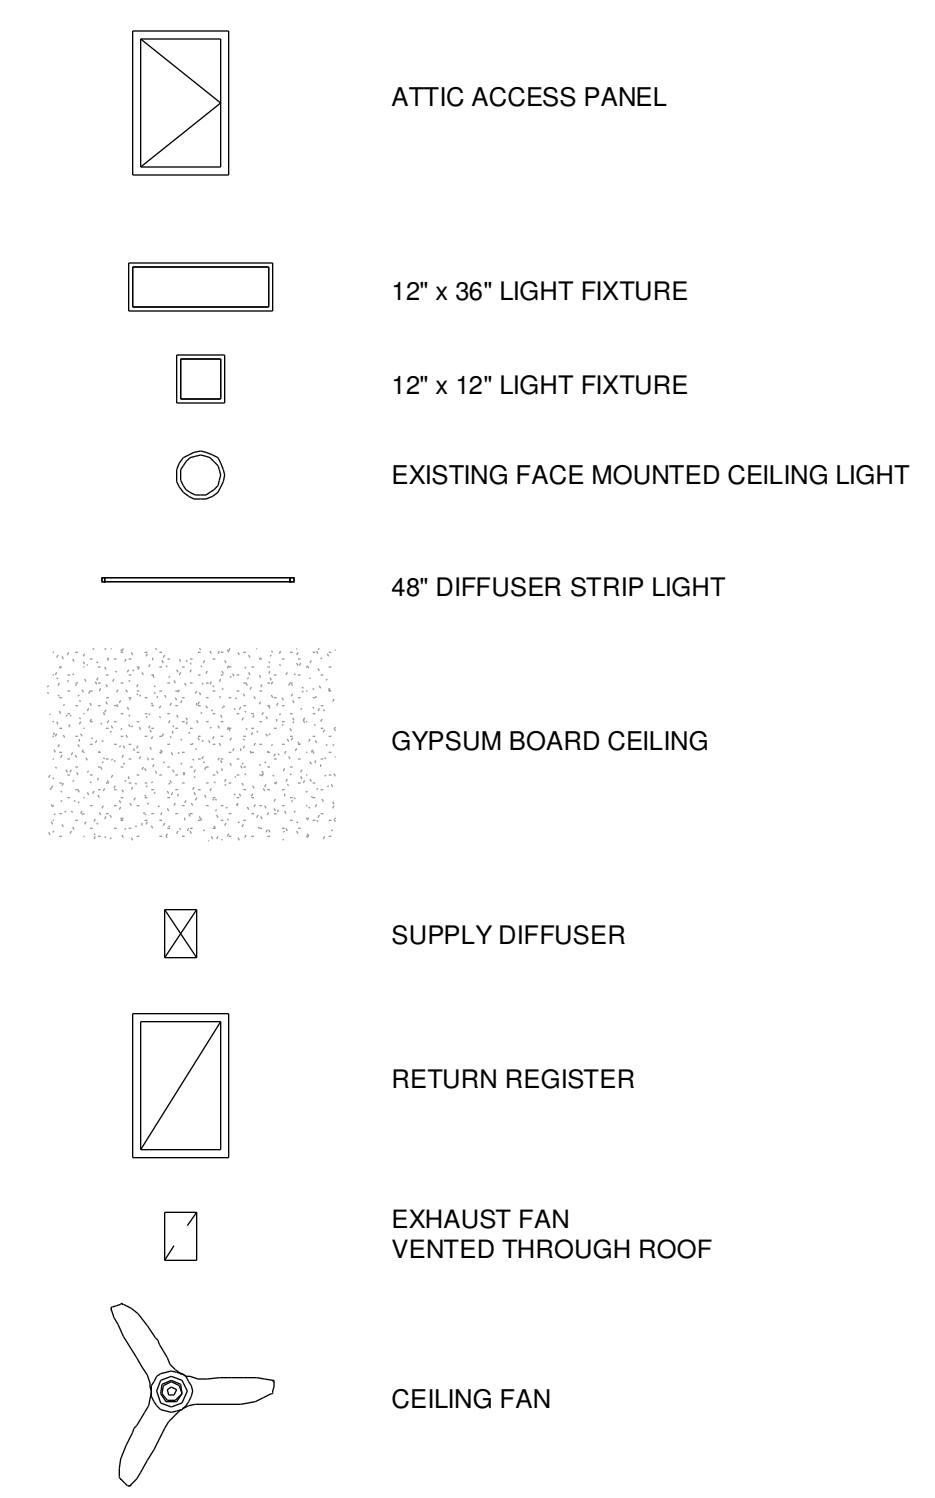 ATTIC ACCESS PANEL
12" x 36" LIGHT FIXTURE
12" x 12" LIGHT FIXTURE
EXISTING FACE MOUNTED CEILING LIGHT
48" DIFFUSER STRIP LIGHT
GYPSUM BOARD CEILING
SUPPLY DIFFUSER
RETURN REGISTER
EXHAUST FAN
VENTED THROUGH ROOF
CEILING FAN